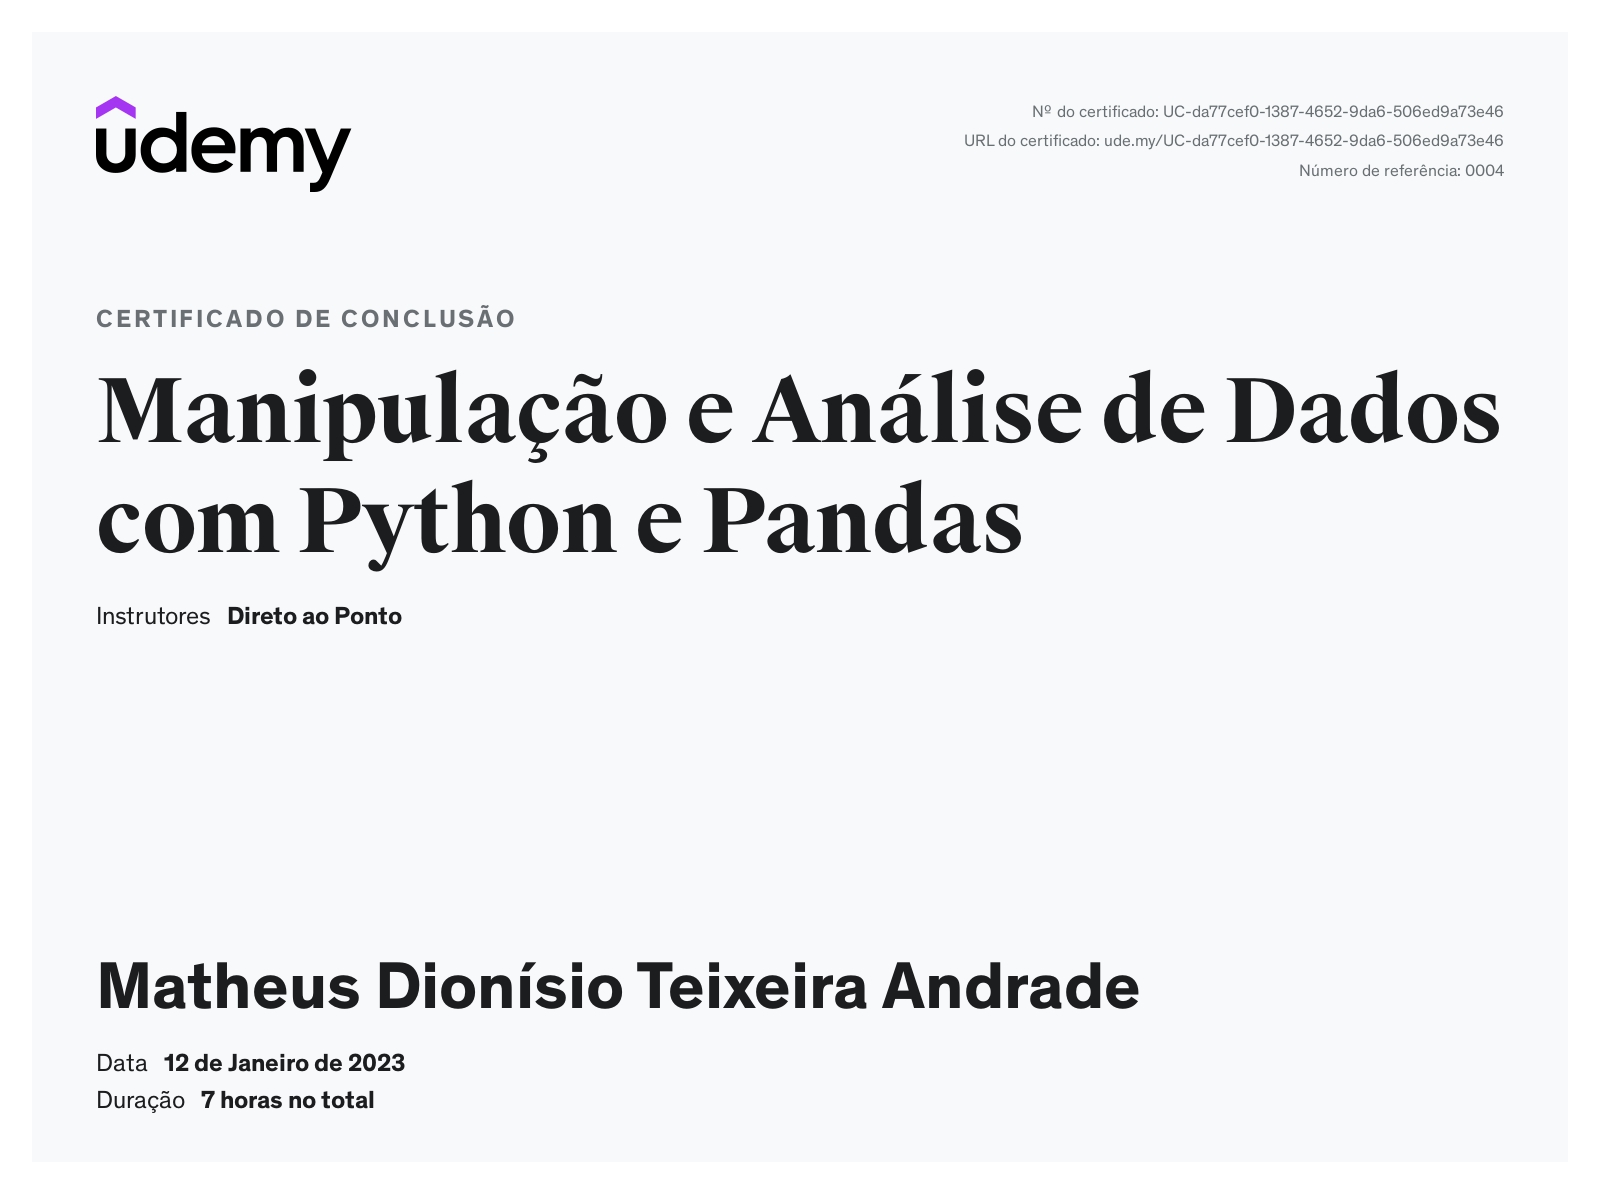 udemy
Nº do certificado: UC-da77cef0-1387-4652-9da6-506ed9a73e46
URL do certificado: ude.my/UC-da77cef0-1387-4652-9da6-506ed9a73e46
Número de referência: 0004
CERTIFICADO DE CONCLUSÃO
Manipulação e Análise de Dados
com Python e Pandas
Instrutores Direto ao Ponto
Matheus Dionísio Teixeira Andrade
Data 12 de Janeiro de 2023
Duração 7 horas no total